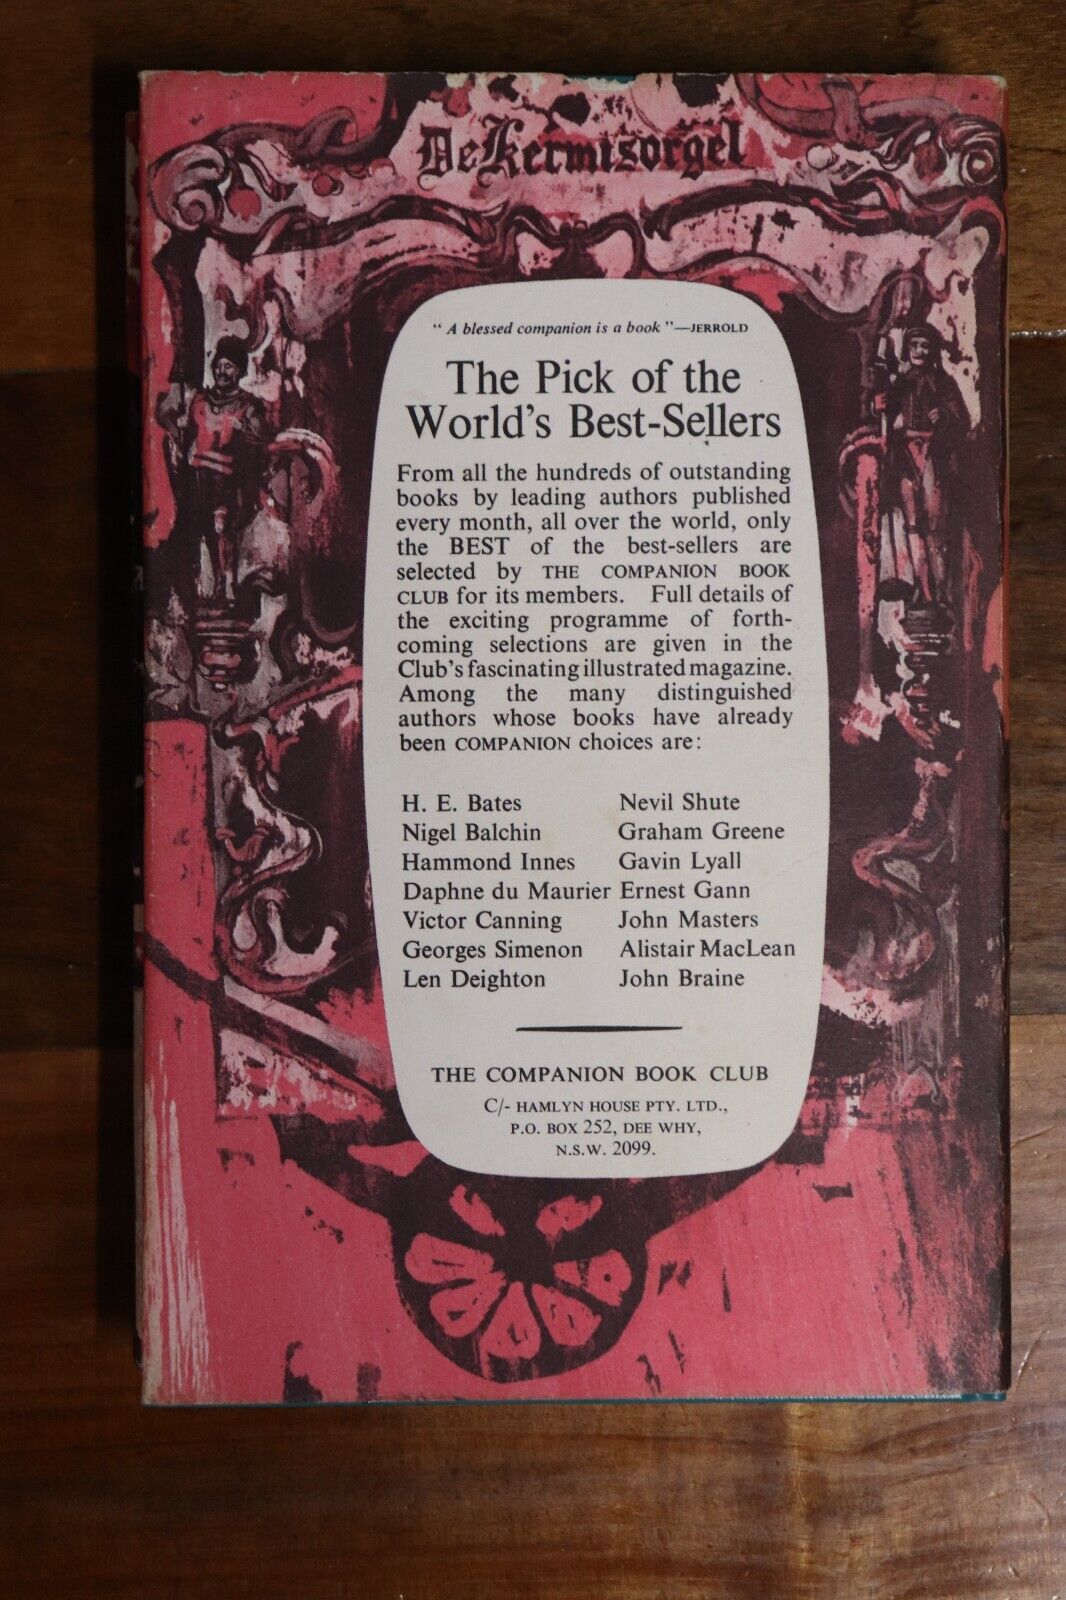 De Kermisorgel
" A blessed companion is a book "—JERROLD
The Pick of the
World's Best-Sellers
From all the hundreds of outstanding
books by leading authors published
every month, all over the world, only
the BEST of the best-sellers are
selected by THE COMPANION BOOK
CLUB for its members. Full details of
the exciting programme of forth-
coming selections are given in the
Club's fascinating illustrated magazine.
Among the many distinguished
authors whose books have already
been COMPANION choices are:
H. E. Bates Nevil Shute
Nigel Balchin Graham Greene
Hammond Innes Gavin Lyall
Daphne du Maurier Ernest Gann
Victor Canning John Masters
Georges Simenon Alistair MacLean
Len Deighton John Braine
THE COMPANION BOOK CLUB
C/- HAMLYN HOUSE PTY. LTD.,
P.O. BOX 252, DEE WHY,
N.S.W. 2099.